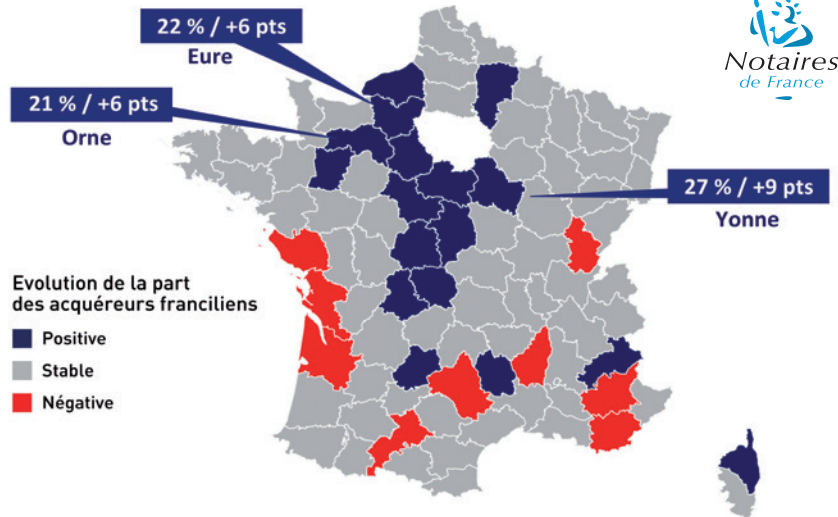 22 % / +6 pts
Eure
Notaires
de France
21 % / +6 pts
Orne
27 % / +9 pts
Yonne
Evolution de la part
des acquéreurs franciliens
Positive
Stable
Négative